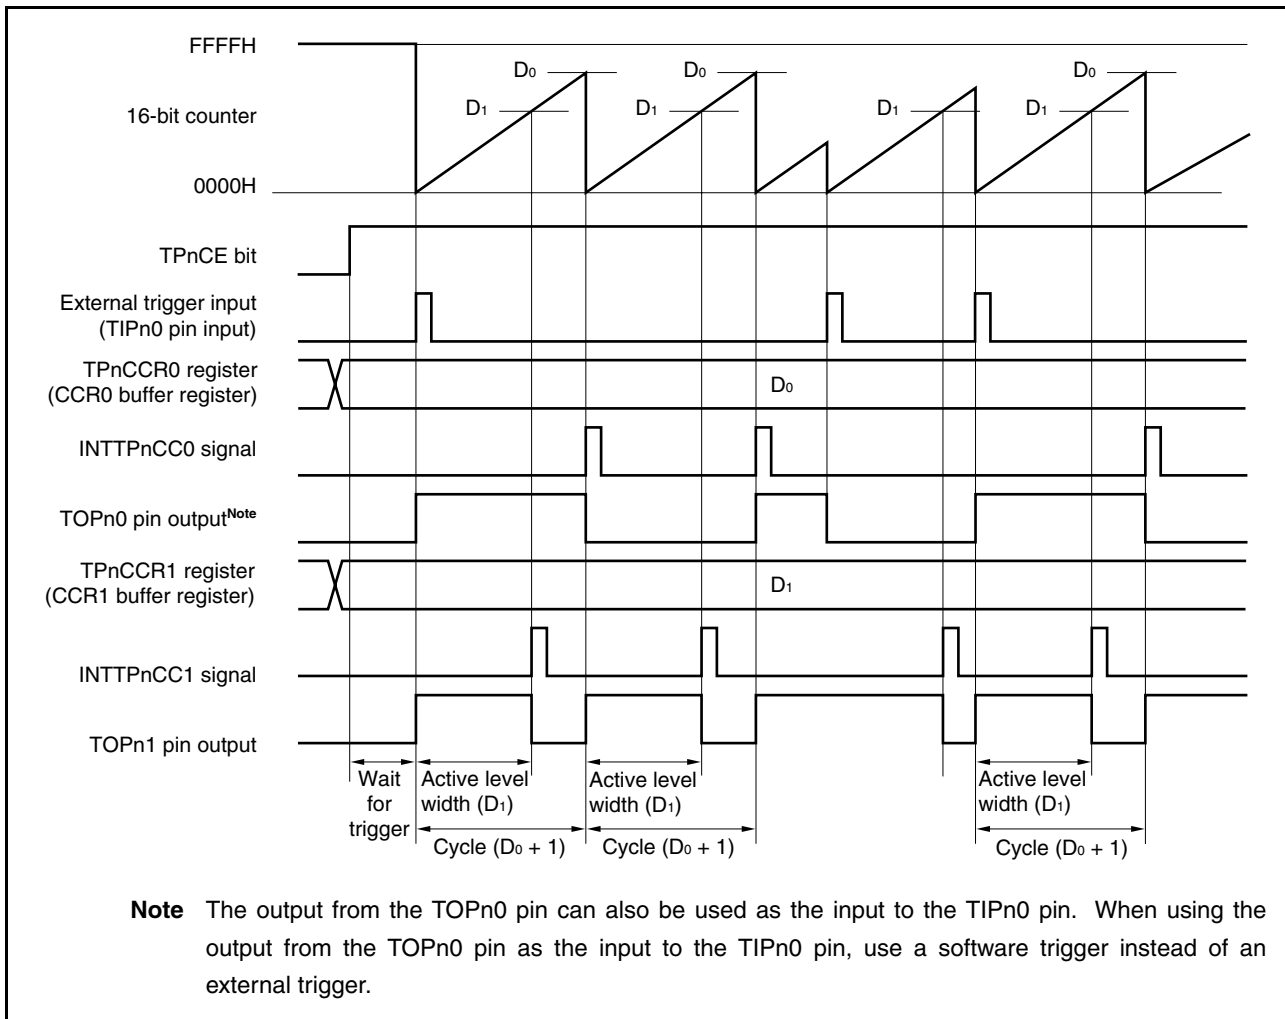 FFFFH
D0
D0
D0
D1
D1
D1
D1
16-bit counter
0000H
TPnCE bit
External trigger input
(TIPn0 pin input)
TPnCCR0 register
(CCR0 buffer register)
D0
INTTPnCC0 signal
TOPn0 pin outputNote
TPnCCR1 register
(CCR1 buffer register)
D1
INTTPnCC1 signal
TOPn1 pin output
Wait
for
trigger
Active level
width (D1)
Active level
width (D1)
Active level
width (D1)
Cycle (D0 + 1)
Cycle (D0 + 1)
Cycle (D0 + 1)
Note The output from the TOPn0 pin can also be used as the input to the TIPn0 pin. When using the
output from the TOPn0 pin as the input to the TIPn0 pin, use a software trigger instead of an
external trigger.